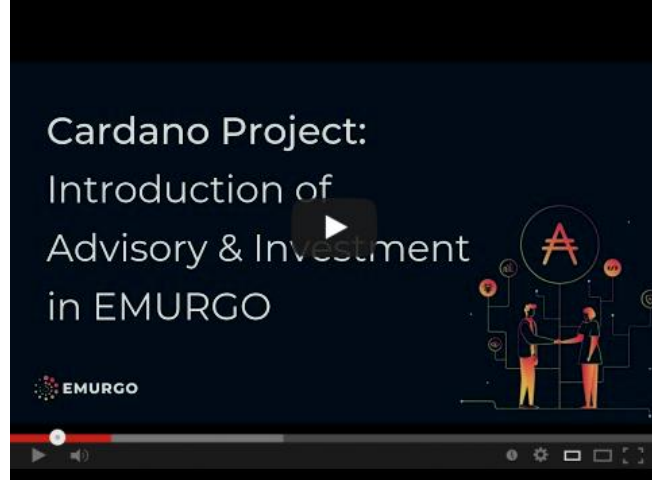 Cardano Project:
Introduction of
Advisory & Investment
in EMURGO
EMURGO